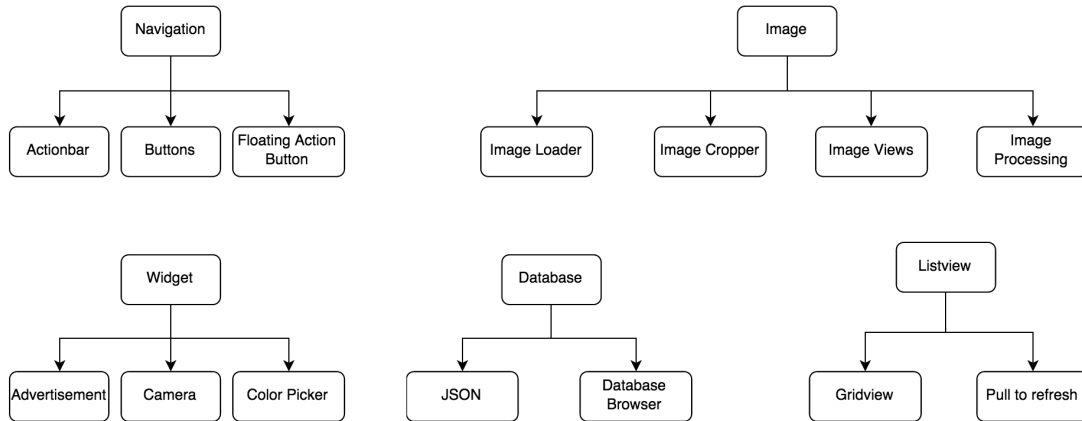 Navigation
Image
Actionbar
Buttons
Floating Action
Button
Image Loader
Image Cropper
Image Views
Image
Processing
Widget
Database
Listview
Advertisement
Camera
Color Picker
JSON
Database
Browser
Gridview
Pull to refresh